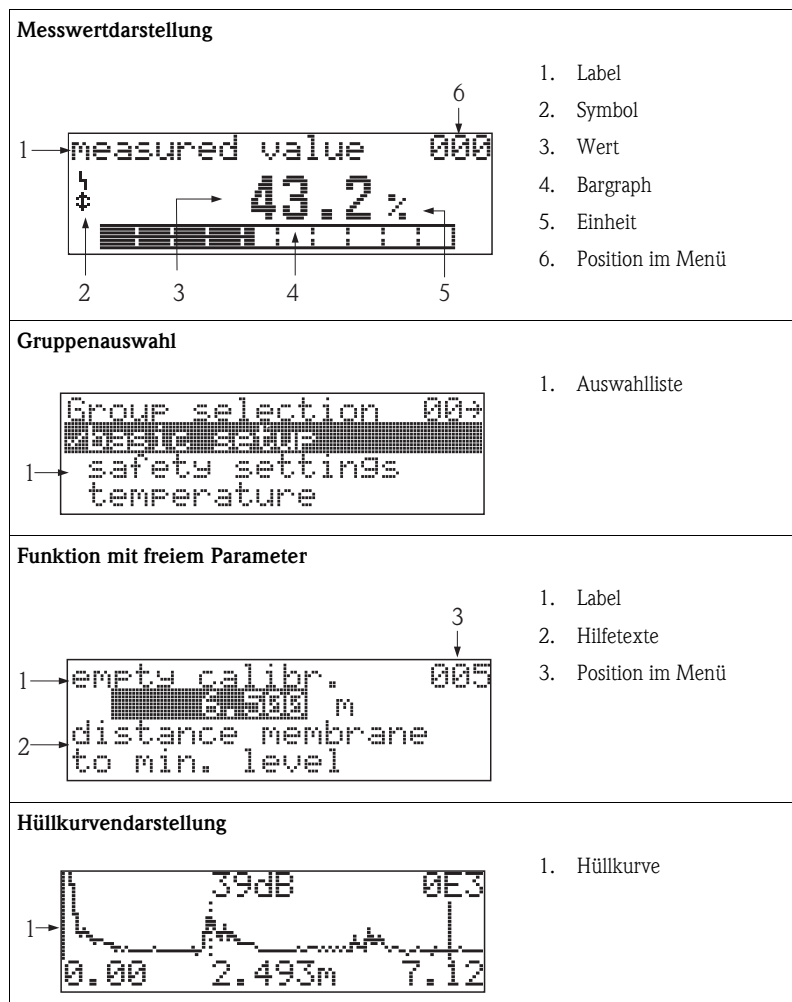 Messwertdarstellung
1. Label
2. Symbol
3. Wert
4. Bargraph
5. Einheit
6. Position im Menü
6
1 measured value 000
43.2 %
2 3 4 5
Gruppenauswahl
1. Auswahlliste
Group selection 00→
✓basic setup
1 safety settings
temperature
Funktion mit freiem Parameter
1. Label
2. Hilfetexte
3. Position im Menü
3
1 empty calibr. 005
6.500 m
2 distance membrane
to min. level
Hüllkurvendarstellung
1. Hüllkurve
39dB 0E3
1
0.00 2.493m 7.12